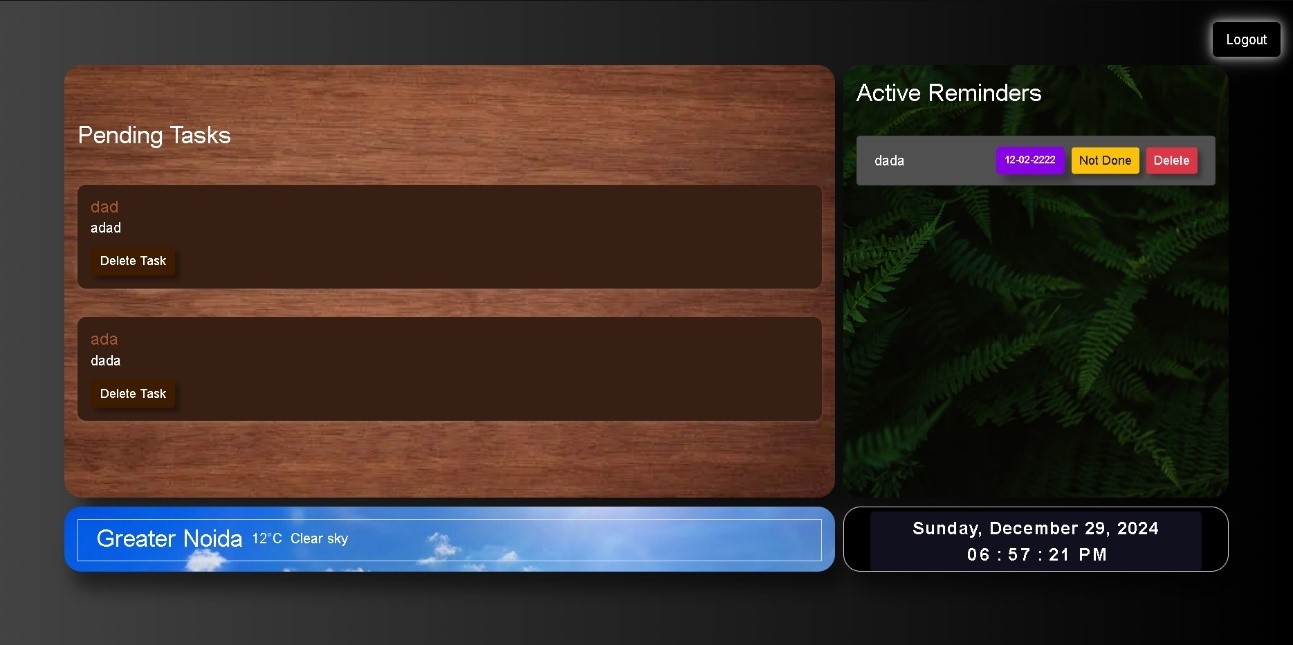 Logout
Pending Tasks
dad
adad
Delete Task
ada
dada
Delete Task
Active Reminders
dada 12-02-2222 Not Done Delete
Greater Noida 12°C Clear sky
Sunday, December 29, 2024
06 : 57 : 21 PM